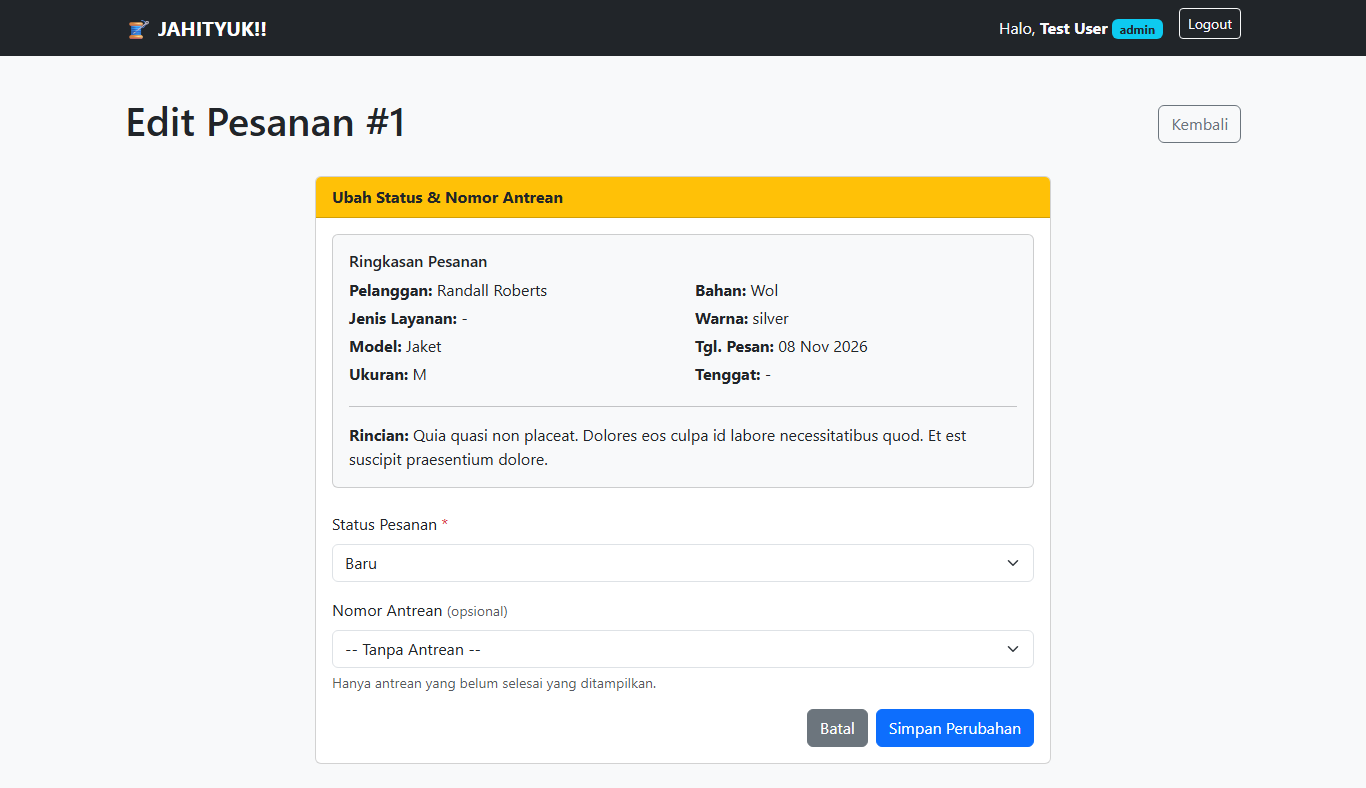 JAHITYUK!!
Halo, Test User admin
Logout
Edit Pesanan #1
Kembali
Ubah Status & Nomor Antrean
Ringkasan Pesanan
Pelanggan: Randall Roberts
Jenis Layanan: -
Model: Jaket
Ukuran: M
Bahan: Wol
Warna: silver
Tgl. Pesan: 08 Nov 2026
Tenggat: -
Rincian: Quia quasi non placeat. Dolores eos culpa id labore necessitatibus quod. Et est
suscipit praesentium dolore.
Status Pesanan *
Baru
Nomor Antrean (opsional)
-- Tanpa Antrean --
Hanya antrean yang belum selesai yang ditampilkan.
Batal
Simpan Perubahan